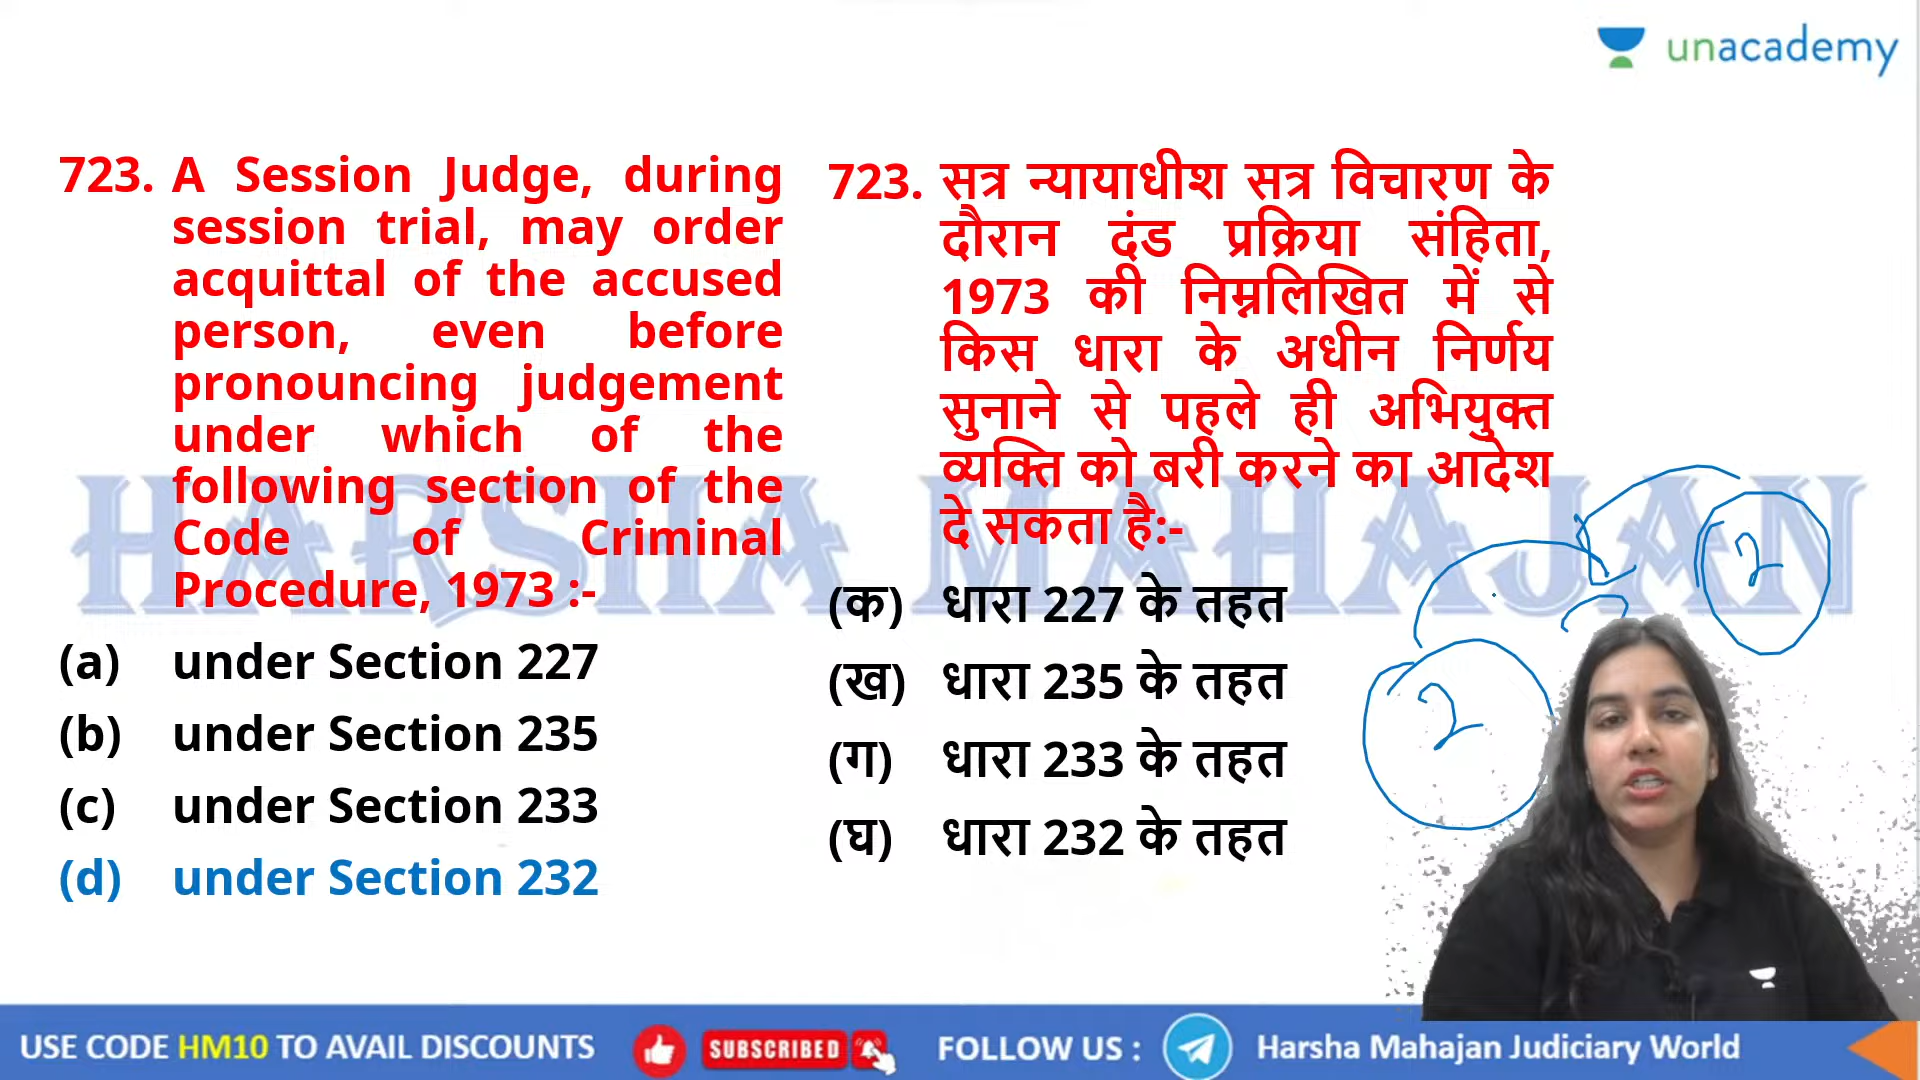 unacademy
723. A Session Judge, during
session trial, may order
acquittal of the accused
person, even before
pronouncing judgement
under which of the
following section of the
Code of Criminal
Procedure, 1973 :-
(a) under Section 227
(b) under Section 235
(c) under Section 233
(d) under Section 232
723. सत्र न्यायाधीश सत्र विचारण के
दौरान दंड प्रक्रिया संहिता,
1973 की निम्नलिखित में से
किस धारा के अधीन निर्णय
सुनाने से पहले ही अभियुक्त
व्यक्ति को बरी करने का आदेश
दे सकता है:-
(क) धारा 227 के तहत
(ख) धारा 235 के तहत
(ग) धारा 233 के तहत
(घ) धारा 232 के तहत
HARSHA MAHAJAN
2
2
USE CODE HM10 TO AVAIL DISCOUNTS
SUBSCRIBED
FOLLOW US :
Harsha Mahajan Judiciary World